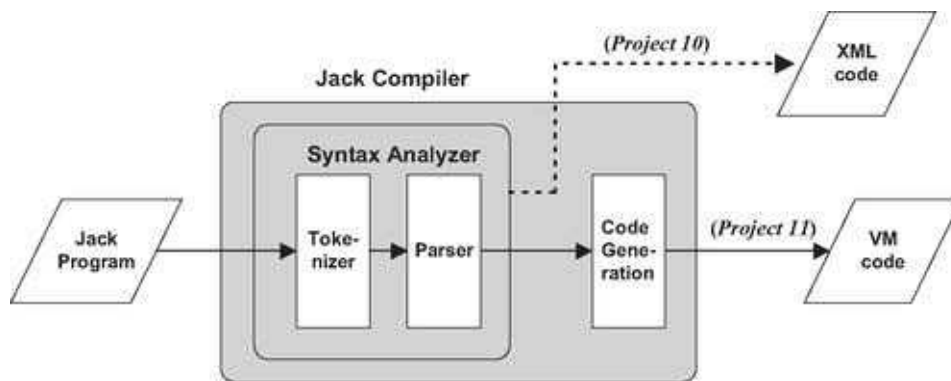 (Project 10)
XML
code
Jack Compiler
Syntax Analyzer
Jack
Program
Toke-
nizer
Parser
Code
Gene-
ration
(Project 11)
VM
code